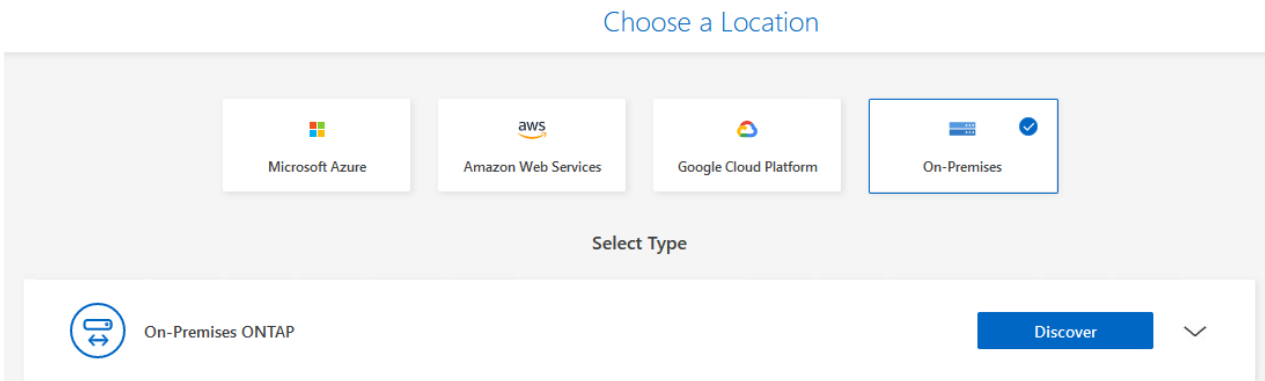 Choose a Location
aws
Microsoft Azure
Amazon Web Services
Google Cloud Platform
On-Premises
Select Type
On-Premises ONTAP
Discover